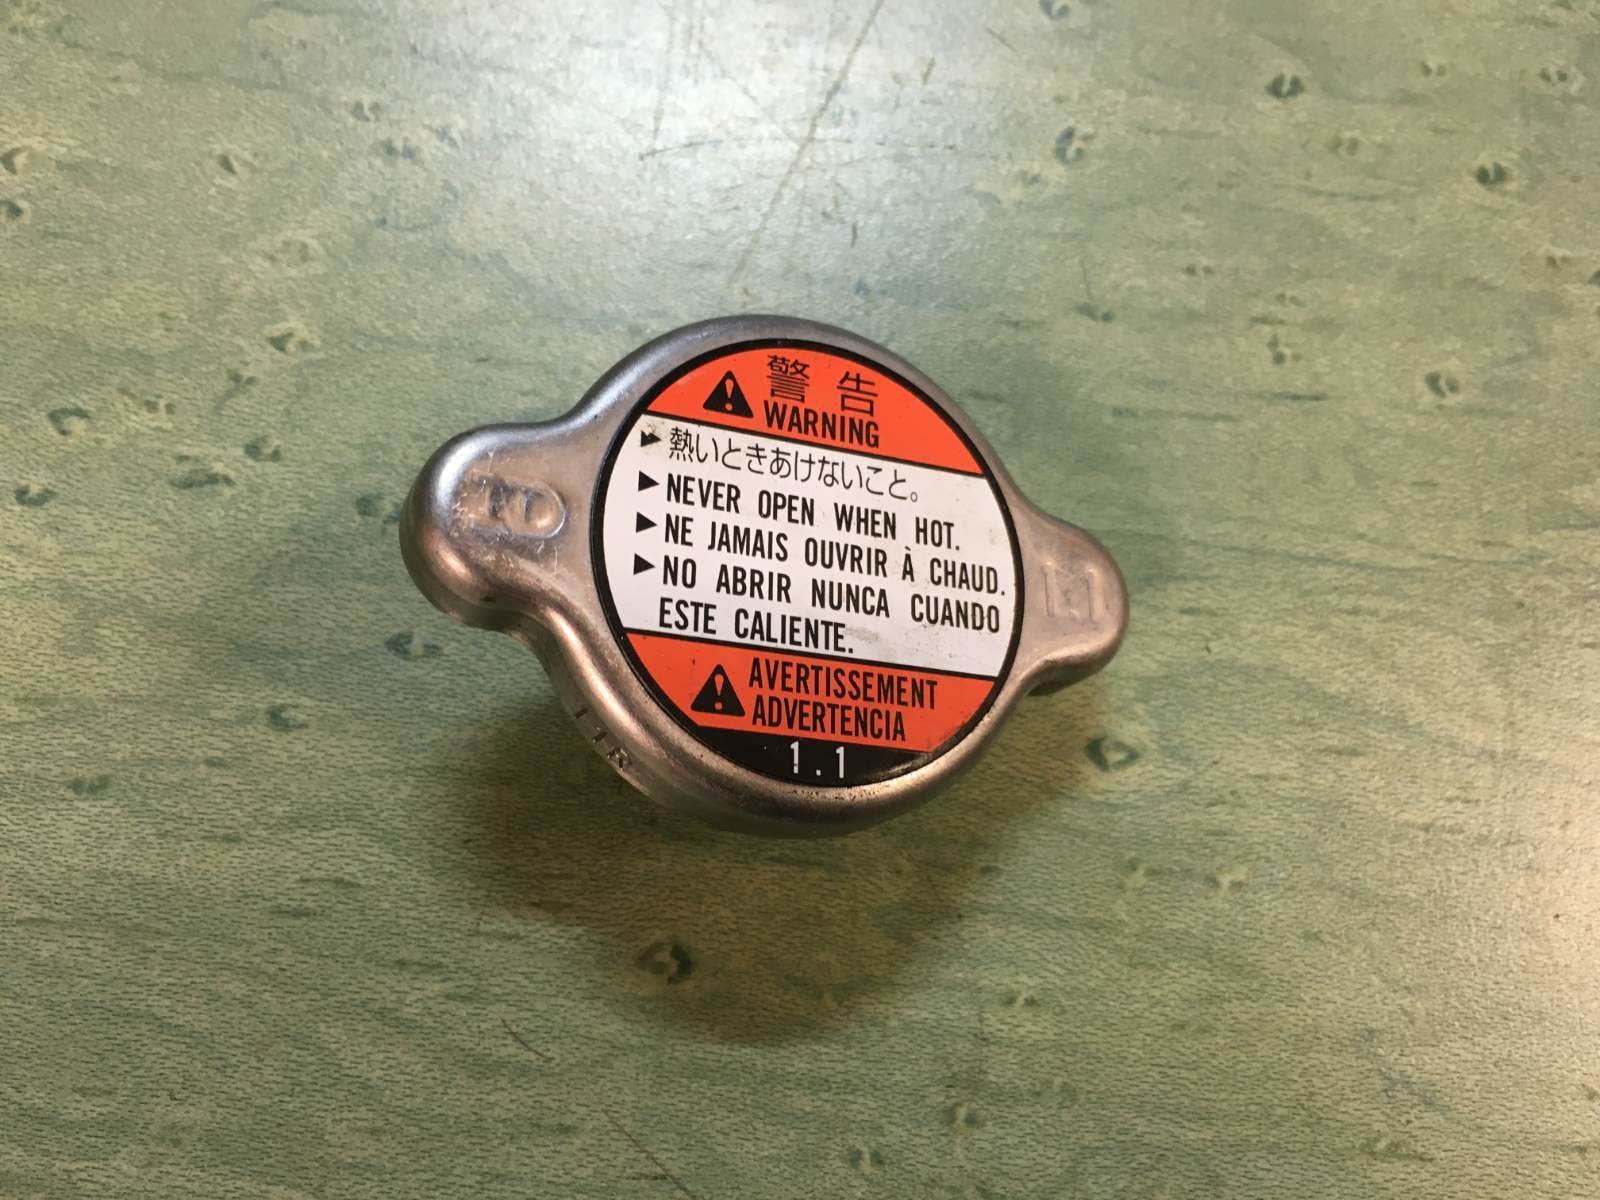 警告
WARNING
熱いときあけないこと。
NEVER OPEN WHEN HOT.
NE JAMAIS OUVRIR À CHAUD.
NO ABRIR NUNCA CUANDO
ESTE CALIENTE.
AVERTISSEMENT
ADVERTENCIA
1.1